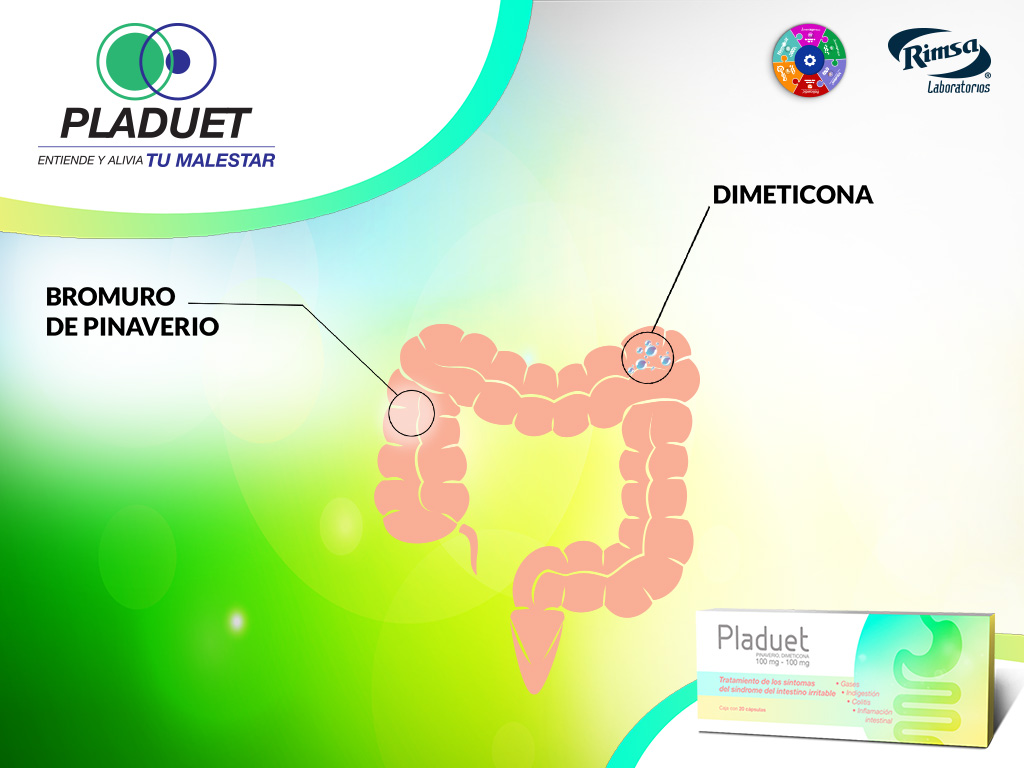 PLADUET
ENTIENDE Y ALIVIA TU MALESTAR
Rimsa
®
Laboratorios
DIMETICONA
BROMURO
DE PINAVERIO
Pladuet
PINAVERIO, DIMETICONA
100 mg - 100 mg
Tratamiento de los síntomas
del síndrome del intestino irritable
• Gases
• Indigestión
• Colitis
• Inflamación
intestinal
Caja con 20 cápsulas